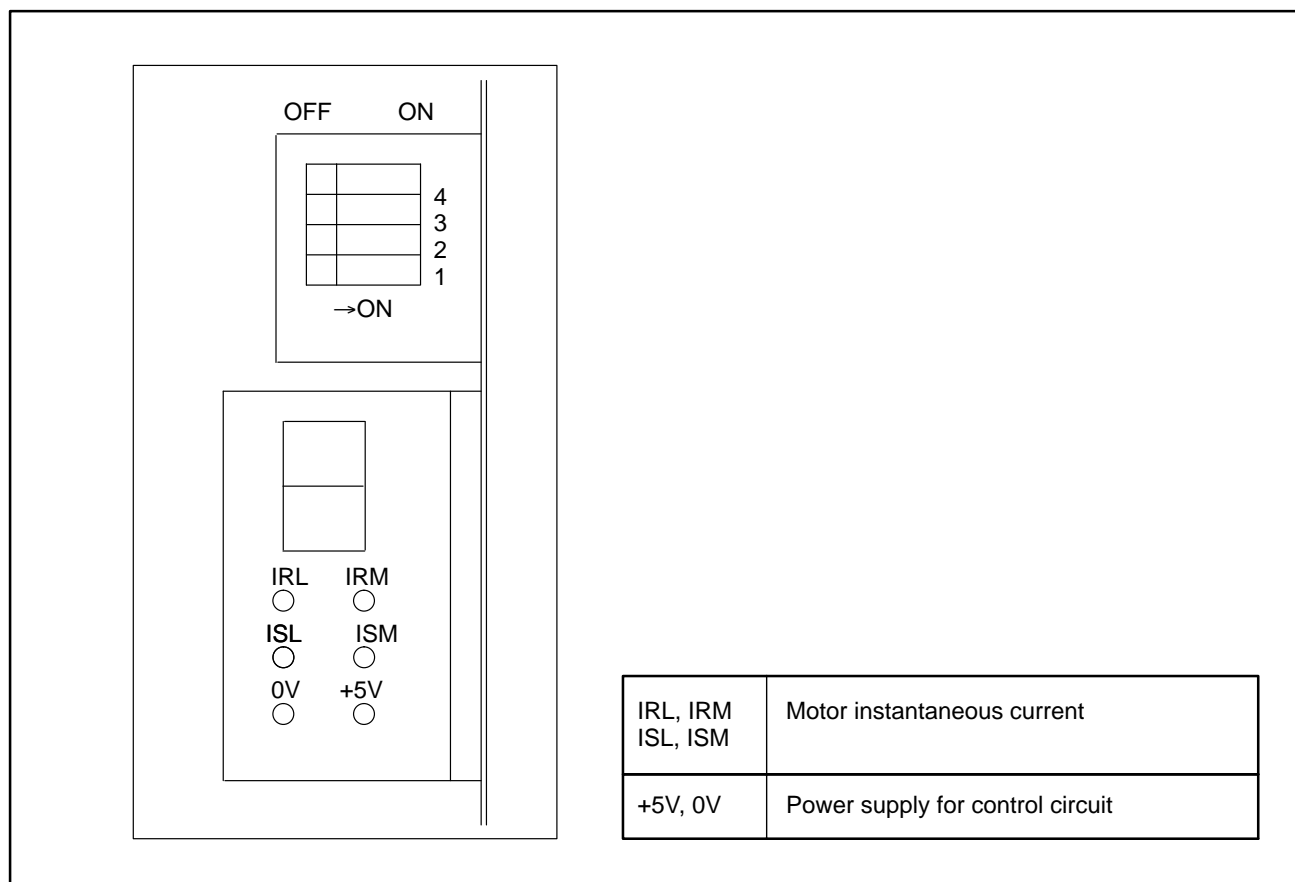 OFF ON
4
3
2
1
→ON
IRL IRM
ISL ISM
0V +5V
IRL, IRM Motor instantaneous current
ISL, ISM
+5V, 0V Power supply for control circuit